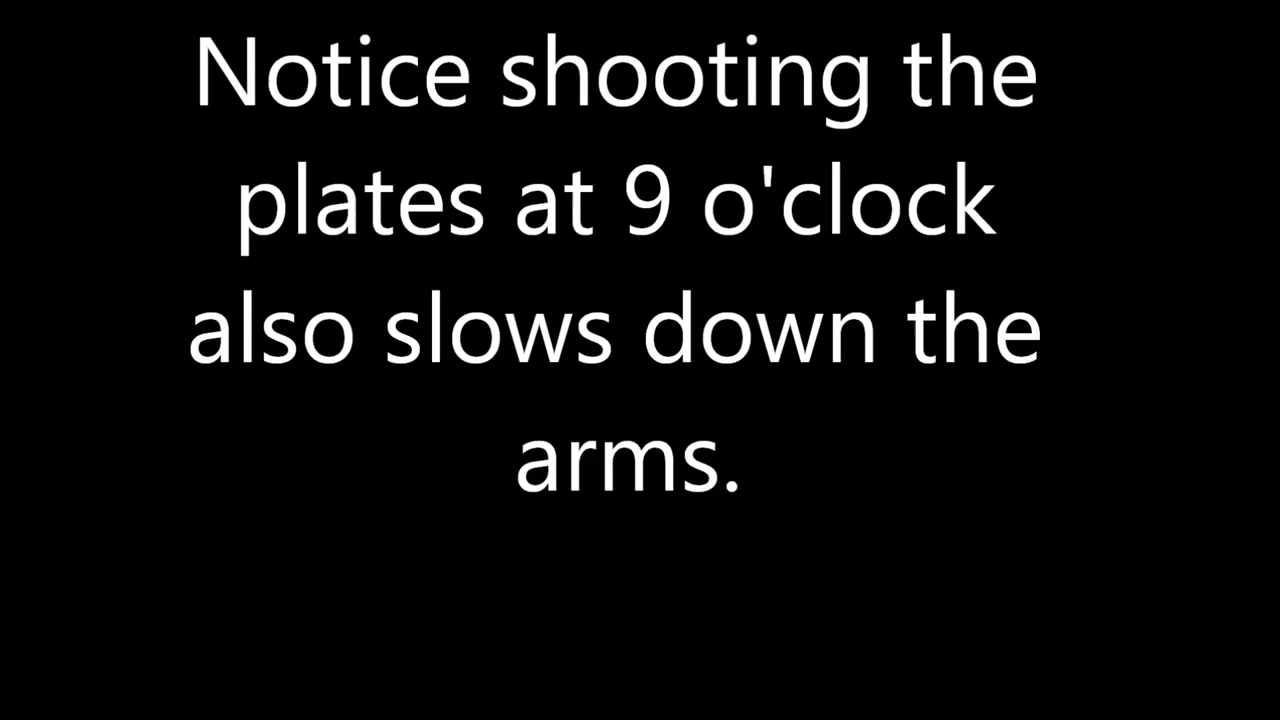 Notice shooting the
plates at 9 o'clock
also slows down the
arms.